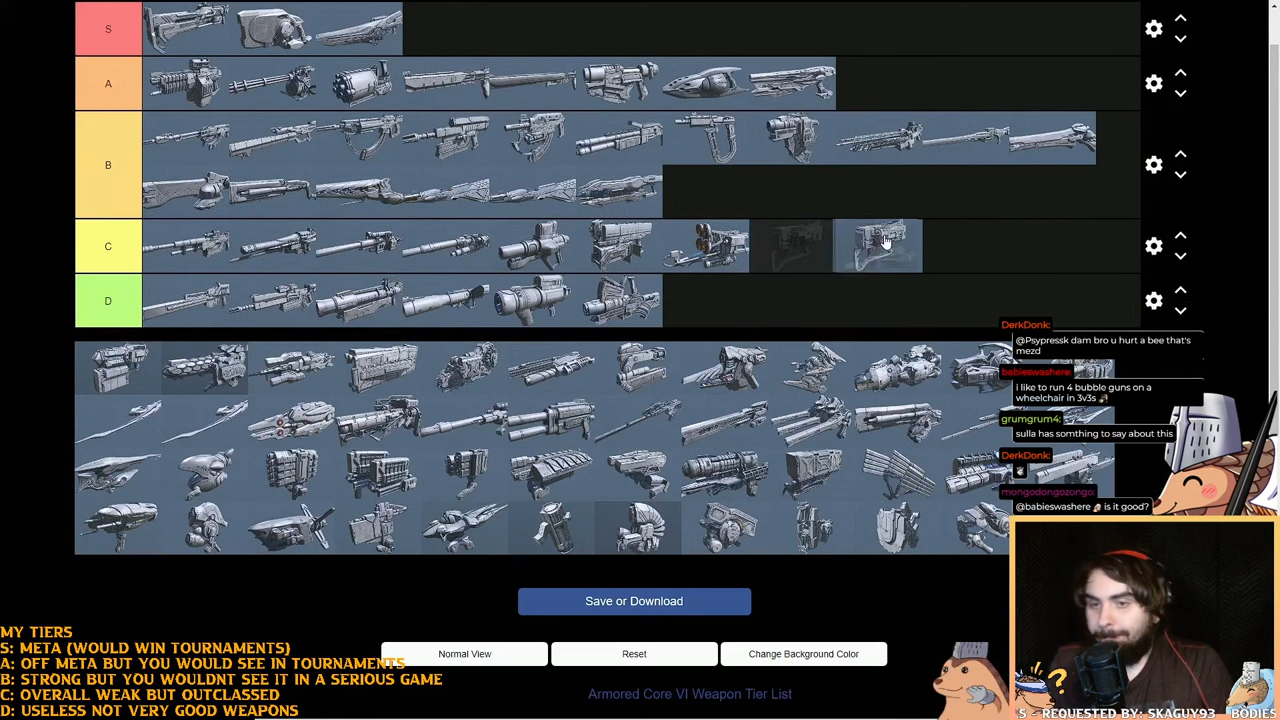 S
A
B
C
D
DerkDonk:
@Psypressk dam bro u hurt a bee that's
mezd
babieswashere:
i like to run 4 bubble guns on a
wheelchair in 3v3s
grumgrum4:
sulla has somthing to say about this
DerkDonk:
mongodongozongo:
@babieswashere is it good?
Save or Download
Normal View
Reset
Change Background Color
Armored Core VI Weapon Tier List
MY TIERS
S: META (WOULD WIN TOURNAMENTS)
A: OFF META BUT YOU WOULD SEE IN TOURNAMENTS
B: STRONG BUT YOU WOULDNT SEE IT IN A SERIOUS GAME
C: OVERALL WEAK BUT OUTCLASSED
D: USELESS NOT VERY GOOD WEAPONS
'S - REQUESTED BY: SKAGUY93 BODIES